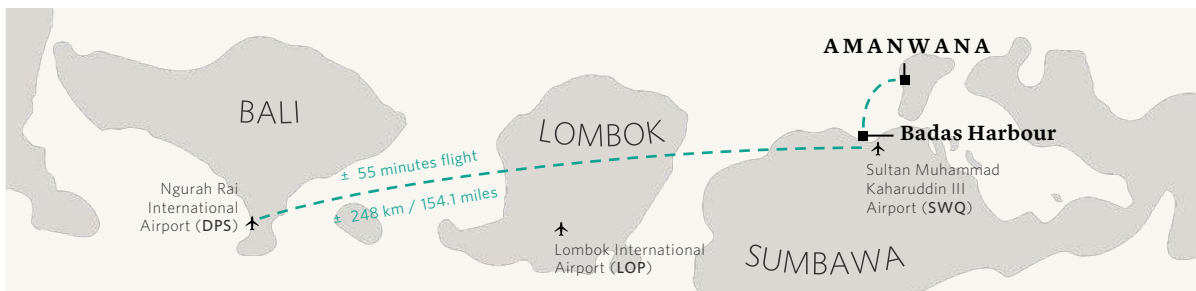 AMANWANA
BALI
LOMBOK
Badas Harbour
± 55 minutes flight
± 248 km / 154.1 miles
Ngurah Rai
International
Airport (DPS)
Sultan Muhammad
Kaharuddin III
Airport (SWQ)
Lombok International
Airport (LOP)
SUMBAWA